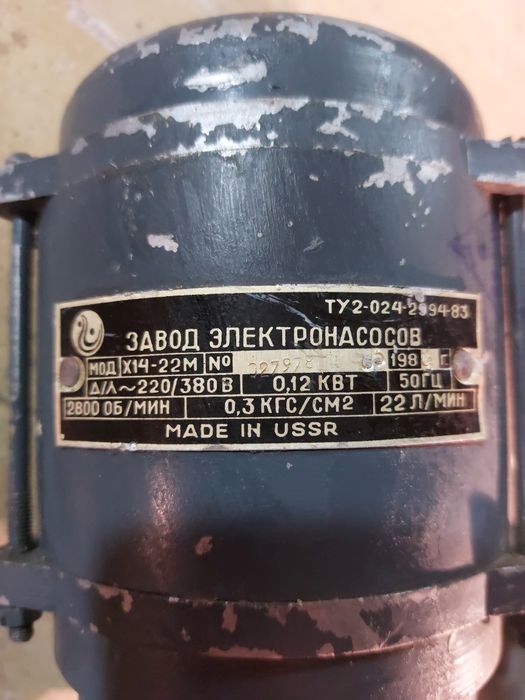 ТУ2-024-2994-83
ЗАВОД ЭЛЕКТРОНАСОСОВ
МОД Х14-22М № 198 Г.
Д/Λ~220/380 В 0,12 КВТ 50ГЦ
2800 ОБ/МИН 0,3 КГС/СМ2 22 Л/МИН
MADE IN USSR